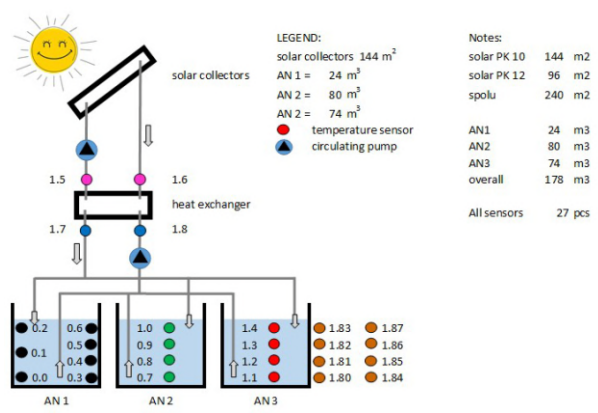 LEGEND:
solar collectors 144 m²
AN 1 = 24 m³
AN 2 = 80 m³
AN 2 = 74 m³
temperature sensor
circulating pump
Notes:
solar PK 10 144 m2
solar PK 12 96 m2
spolu 240 m2
AN1 24 m3
AN2 80 m3
AN3 74 m3
overall 178 m3
All sensors 27 pcs
solar collectors
1.5 1.6
heat exchanger
1.7 1.8
0.2 0.6 1.0 1.4 1.83 1.87
0.5 0.9 1.3 1.82 1.86
0.1 0.4 0.8 1.2 1.81 1.85
0.0 0.3 0.7 1.1 1.80 1.84
AN 1 AN 2 AN 3